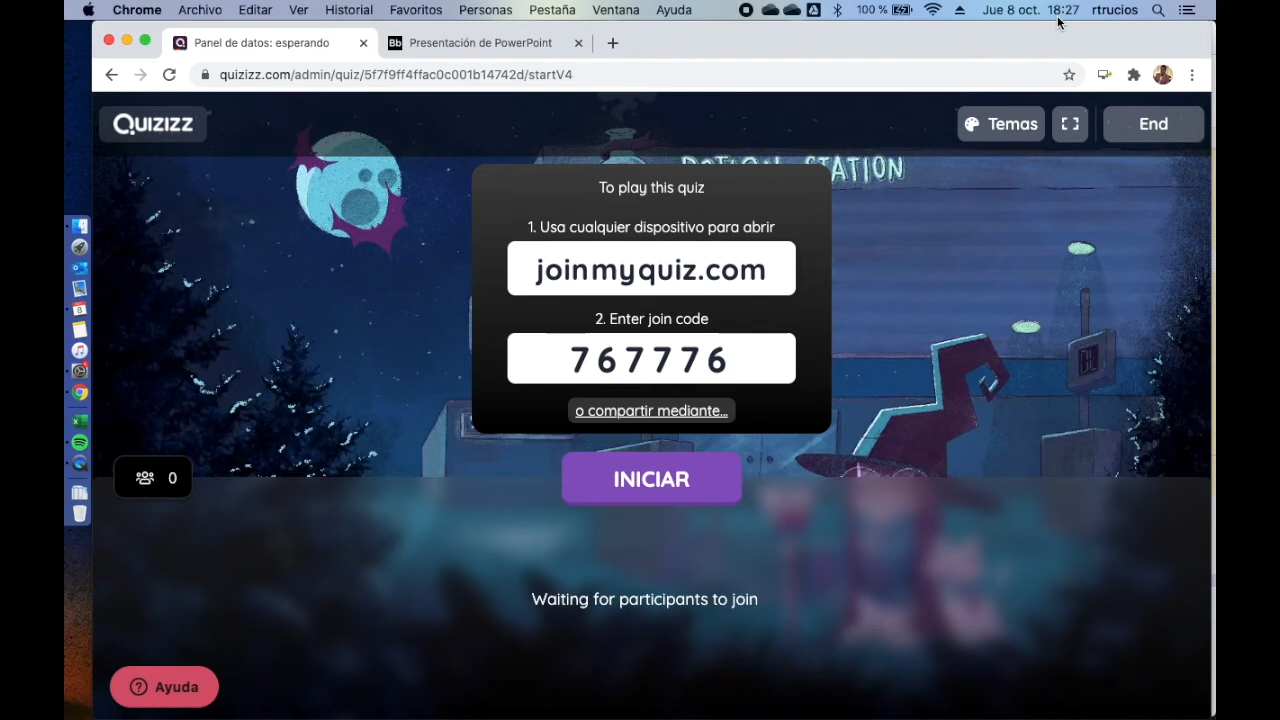 Chrome Archivo Editar Ver Historial Favoritos Personas Pestaña Ventana Ayuda 100 % Jue 8 oct. 18:27 rtrucios
Panel de datos: esperando Bb Presentación de PowerPoint
quizizz.com/admin/quiz/5f7f9ff4ffac0c001b14742d/startV4
Quizizz Temas End
POTION STATION
To play this quiz
1. Usa cualquier dispositivo para abrir
joinmyquiz.com
2. Enter join code
767776
o compartir mediante...
0 INICIAR
Waiting for participants to join
Ayuda